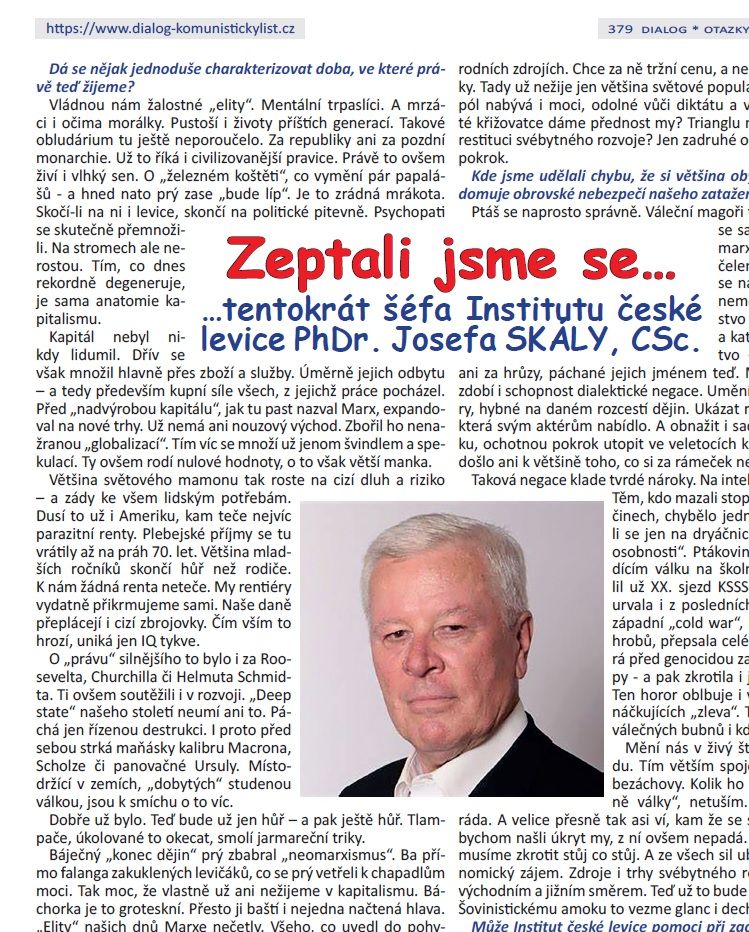 https://www.dialog-komunistickylist.cz
379 DIALOG * OTAZKY
Dá se nějak jednoduše charakterizovat doba, ve které prá-
vě teď žijeme?
Vládnou nám žalostné „elity“. Mentální trpaslíci. A mrzá-
ci i očima morálky. Pustoší i životy příštích generací. Takové
obludárium tu ještě neporoučelo. Za republiky ani za pozdní
monarchie. Už to říká i civilizovanější pravice. Právě to ovšem
živí i vlhký sen. O „železném koštěti“, co vymění pár papalá-
šů - a hned nato prý zase „bude líp“. Je to zrádná mrákota.
Skočí-li na ni i levice, skončí na politické pitevně. Psychopati
se skutečně přemnoži-
li. Na stromech ale ne-
rostou. Tím, co dnes
rekordně degeneruje,
je sama anatomie ka-
pitalismu.
Kapitál nebyl ni-
kdy lidumil. Dřív se
však množil hlavně přes zboží a služby. Úměrně jejich odbytu
– a tedy především kupní síle všech, z jejichž práce pocházel.
Před „nadvýrobou kapitálu“, jak tu past nazval Marx, expando-
val na nové trhy. Už nemá ani nouzový východ. Zbořil ho nena-
žranou „globalizací“. Tím víc se množí už jenom švindlem a spe-
kulací. Ty ovšem rodí nulové hodnoty, o to však větší manka.
Většina světového mamonu tak roste na cizí dluh a riziko
– a zády ke všem lidským potřebám.
Dusí to už i Ameriku, kam teče nejvíc
parazitní renty. Plebejské příjmy se tu
vrátily až na práh 70. let. Většina mlad-
ších ročníků skončí hůř než rodiče.
K nám žádná renta neteče. My rentiéry
vydatně přikrmujeme sami. Naše daně
přeplácejí i cizí zbrojovky. Čím vším to
hrozí, uniká jen IQ tykve.
O „právu“ silnějšího to bylo i za Roo-
sevelta, Churchilla či Helmuta Schmid-
ta. Ti ovšem soutěžili i v rozvoji. „Deep
state“ našeho století neumí ani to. Pá-
chá jen řízenou destrukci. I proto před
sebou strká maňásky kalibru Macrona,
Scholze či panovačné Ursuly. Místo-
držící v zemích, „dobytých“ studenou
válkou, jsou k smíchu o to víc.
Dobře už bylo. Teď bude už jen hůř – a pak ještě hůř. Tlam-
pače, úkolované to okecat, smolí jarmareční triky.
Báječný „konec dějin“ prý zbabral „neomarxismus“. Ba pří-
mo falanga zakuklených levičáků, co se prý vetřeli k chapadlům
moci. Tak moc, že vlastně už ani nežijeme v kapitalismu. Bá-
chorka je to groteskní. Přesto ji baští i nejedna načtená hlava.
„Elity“ našich dnů Marxe nečetly. Všeho, co uvedl do pohy-
Zeptali jsme se...
...tentokrát šéfa Institutu české
levice PhDr. Josefa SKÁLY, CSc.
rodních zdrojích. Chce za ně tržní cenu, a ne
ky. Tady už nežije jen většina světové popula
pól nabývá i moci, odolné vůči diktátu a v
té křižovatce dáme přednost my? Trianglu r
restituci svébytného rozvoje? Jen zadruhé o
pokrok.
Kde jsme udělali chybu, že si většina oby
domuje obrovské nebezpečí našeho zatažen
Ptáš se naprosto správně. Váleční magoři
se sa
marx
čeler
se na
nem
stvo
a kat
tvo
ani za hrůzy, páchané jejich jménem teď. M
zdobí i schopnost dialektické negace. Umění
ry, hybné na daném rozcestí dějin. Ukázat r
která svým aktérům nabídlo. A obnažit i sad
ku, ochotnou pokrok utopit ve veletocích k
došlo ani k většině toho, co si za rámeček ne
Taková negace klade tvrdé nároky. Na intel
Těm, kdo mazali stop
činech, chybělo jedn
li se jen na dryáčnic
osobnosti“. Ptákovin
dícím válku na školn
lil už XX. sjezd KSSS
urvala i z posledních
západní „cold war“,
hrobů, přepsala celé
rá před genocidou za
py - a pak zkrotila i j
Ten horor oblbuje i v
náčkujících „zleva“. T
válečných bubnů i kd
Mění nás v živý št
du. Tím větším spoje
bezáchovy. Kolik ho
ně války“, netuším.
ráda. A velice přesně tak asi ví, kam že se s
bychom našli úkryt my, z ní ovšem nepadá.
musíme zkrotit stůj co stůj. A ze všech sil ub
nomický zájem. Zdroje i trhy svébytného ro
východním a jižním směrem. Teď už to bude
Šovinistickému amoku to vezme glanc i dech
Může Institut české levice pomoci při zad